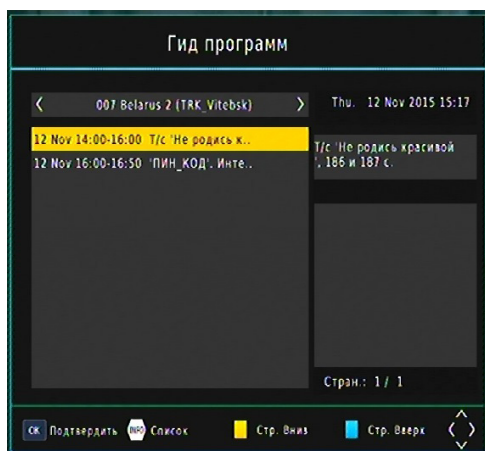 Гид программ
007 Belarus 2 (TRK_Vitebsk)
Thu. 12 Nov 2015 15:17
12 Nov 14:00-16:00 Т/с 'Не родись к..
12 Nov 16:00-16:50 'ПИН_КОД'. Инте..
Т/с 'Не родись красивой
', 186 и 187 с.
Стран.: 1/ 1
OK Подтвердить INFO Список Стр. Вниз Стр. Вверх